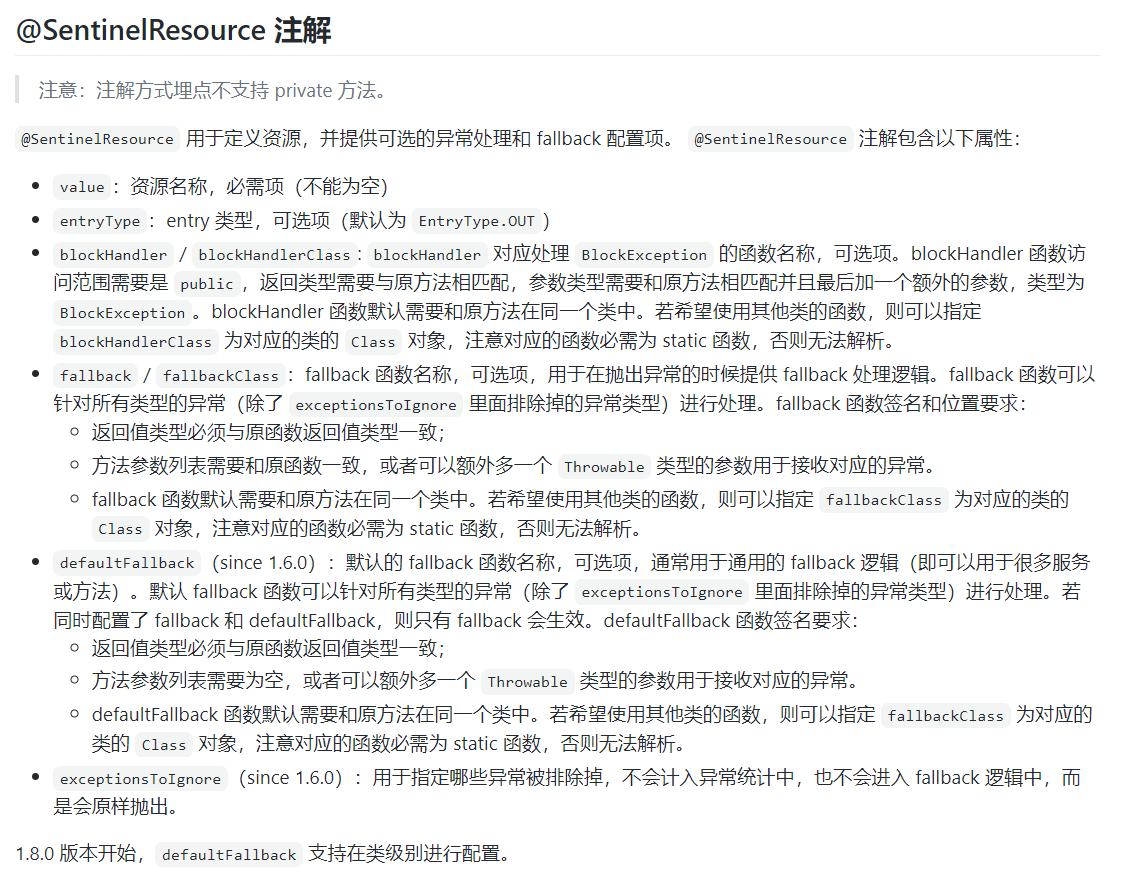 @SentinelResource 注解
注意：注解方式埋点不支持 private 方法。
@SentinelResource 用于定义资源，并提供可选的异常处理和 fallback 配置项。 @SentinelResource 注解包含以下属性：
value：资源名称，必需项（不能为空）
entryType：entry 类型，可选项（默认为 EntryType.OUT）
blockHandler / blockHandlerClass: blockHandler 对应处理 BlockException 的函数名称，可选项。blockHandler 函数访
问范围需要是 public，返回类型需要与原方法相匹配，参数类型需要和原方法相匹配并且最后加一个额外的参数，类型为
BlockException。blockHandler 函数默认需要和原方法在同一个类中。若希望使用其他类的函数，则可以指定
blockHandlerClass 为对应的类的 Class 对象，注意对应的函数必需为 static 函数，否则无法解析。
fallback / fallbackClass：fallback 函数名称，可选项，用于在抛出异常的时候提供 fallback 处理逻辑。fallback 函数可以
针对所有类型的异常（除了 exceptionsToIgnore 里面排除掉的异常类型）进行处理。fallback 函数签名和位置要求：
返回值类型必须与原函数返回值类型一致；
方法参数列表需要和原函数一致，或者可以额外多一个 Throwable 类型的参数用于接收对应的异常。
fallback 函数默认需要和原方法在同一个类中。若希望使用其他类的函数，则可以指定 fallbackClass 为对应的类的
Class 对象，注意对应的函数必需为 static 函数，否则无法解析。
defaultFallback（since 1.6.0）：默认的 fallback 函数名称，可选项，通常用于通用的 fallback 逻辑（即可以用于很多服务
或方法）。默认 fallback 函数可以针对所有类型的异常（除了 exceptionsToIgnore 里面排除掉的异常类型）进行处理。若
同时配置了 fallback 和 defaultFallback，则只有 fallback 会生效。defaultFallback 函数签名要求：
返回值类型必须与原函数返回值类型一致；
方法参数列表需要为空，或者可以额外多一个 Throwable 类型的参数用于接收对应的异常。
defaultFallback 函数默认需要和原方法在同一个类中。若希望使用其他类的函数，则可以指定 fallbackClass 为对应的
类的 Class 对象，注意对应的函数必需为 static 函数，否则无法解析。
exceptionsToIgnore（since 1.6.0）：用于指定哪些异常被排除掉，不会计入异常统计中，也不会进入 fallback 逻辑中，而
是会原样抛出。
1.8.0 版本开始，defaultFallback 支持在类级别进行配置。